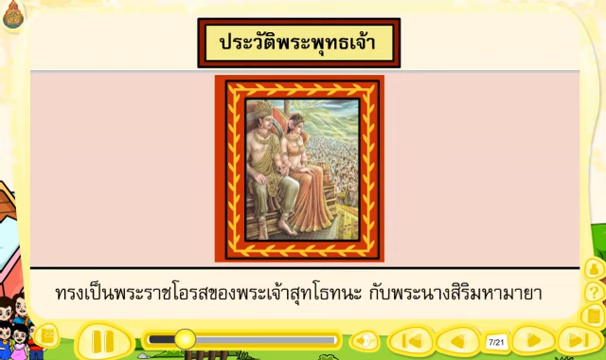 ประวัติพระพุทธเจ้า
ทรงเป็นพระราชโอรสของพระเจ้าสุทโธทนะ กับพระนางสิริมหามายา
7/21
?